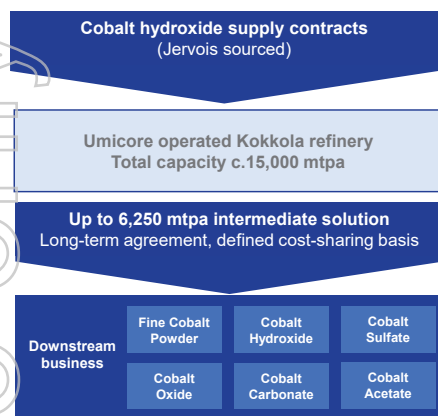 Cobalt hydroxide supply contracts
(Jervois sourced)
Umicore operated Kokkola refinery
Total capacity c.15,000 mtpa
Up to 6,250 mtpa intermediate solution
Long-term agreement, defined cost-sharing basis
Downstream
business
Fine Cobalt
Powder
Cobalt
Hydroxide
Cobalt
Sulfate
Cobalt
Oxide
Cobalt
Carbonate
Cobalt
Acetate